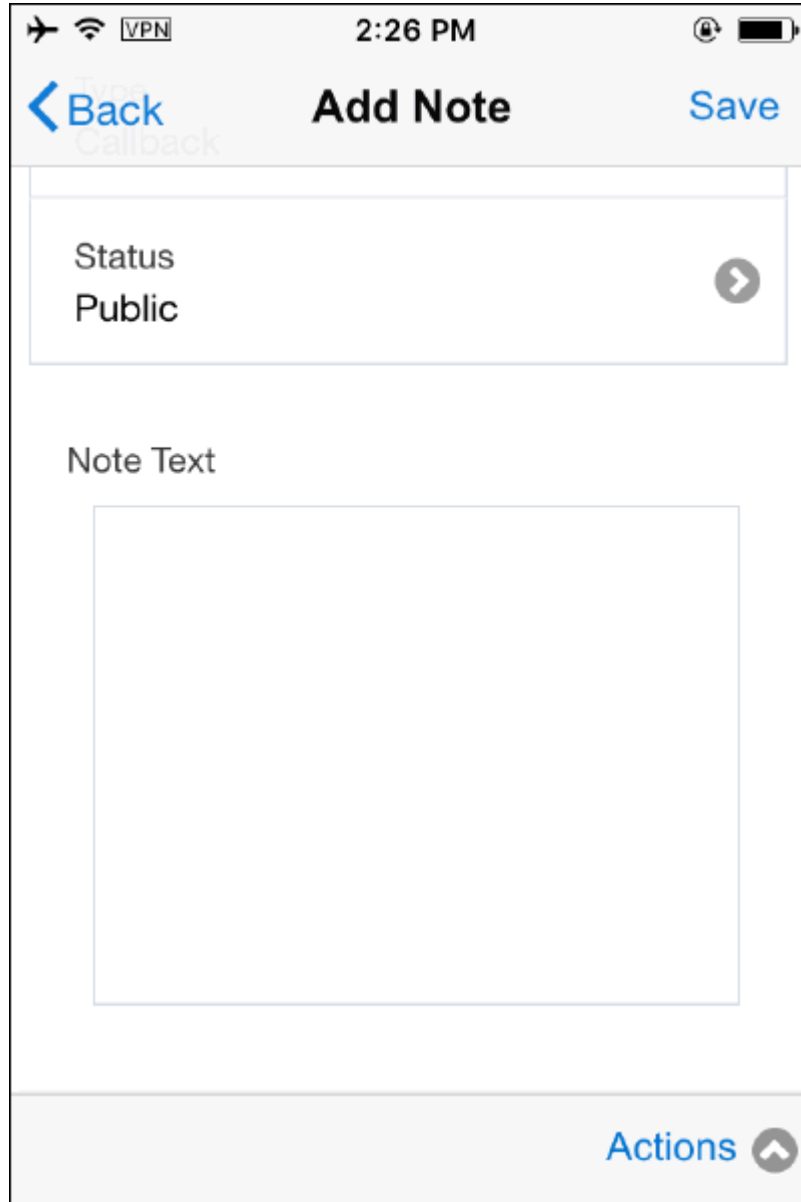 VPN 2:26 PM
Type
Back Add Note Save
Callback
Status
Public
Note Text
Actions